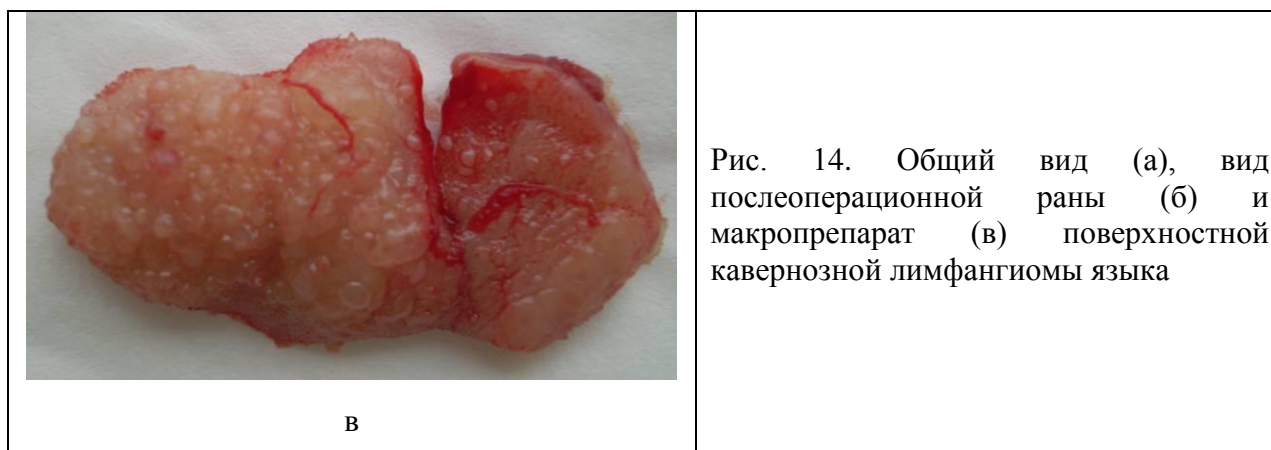 Рис. 14. Общий вид (а), вид
послеоперационной раны (б) и
макропрепарат (в) поверхностной
кавернозной лимфангиомы языка
в